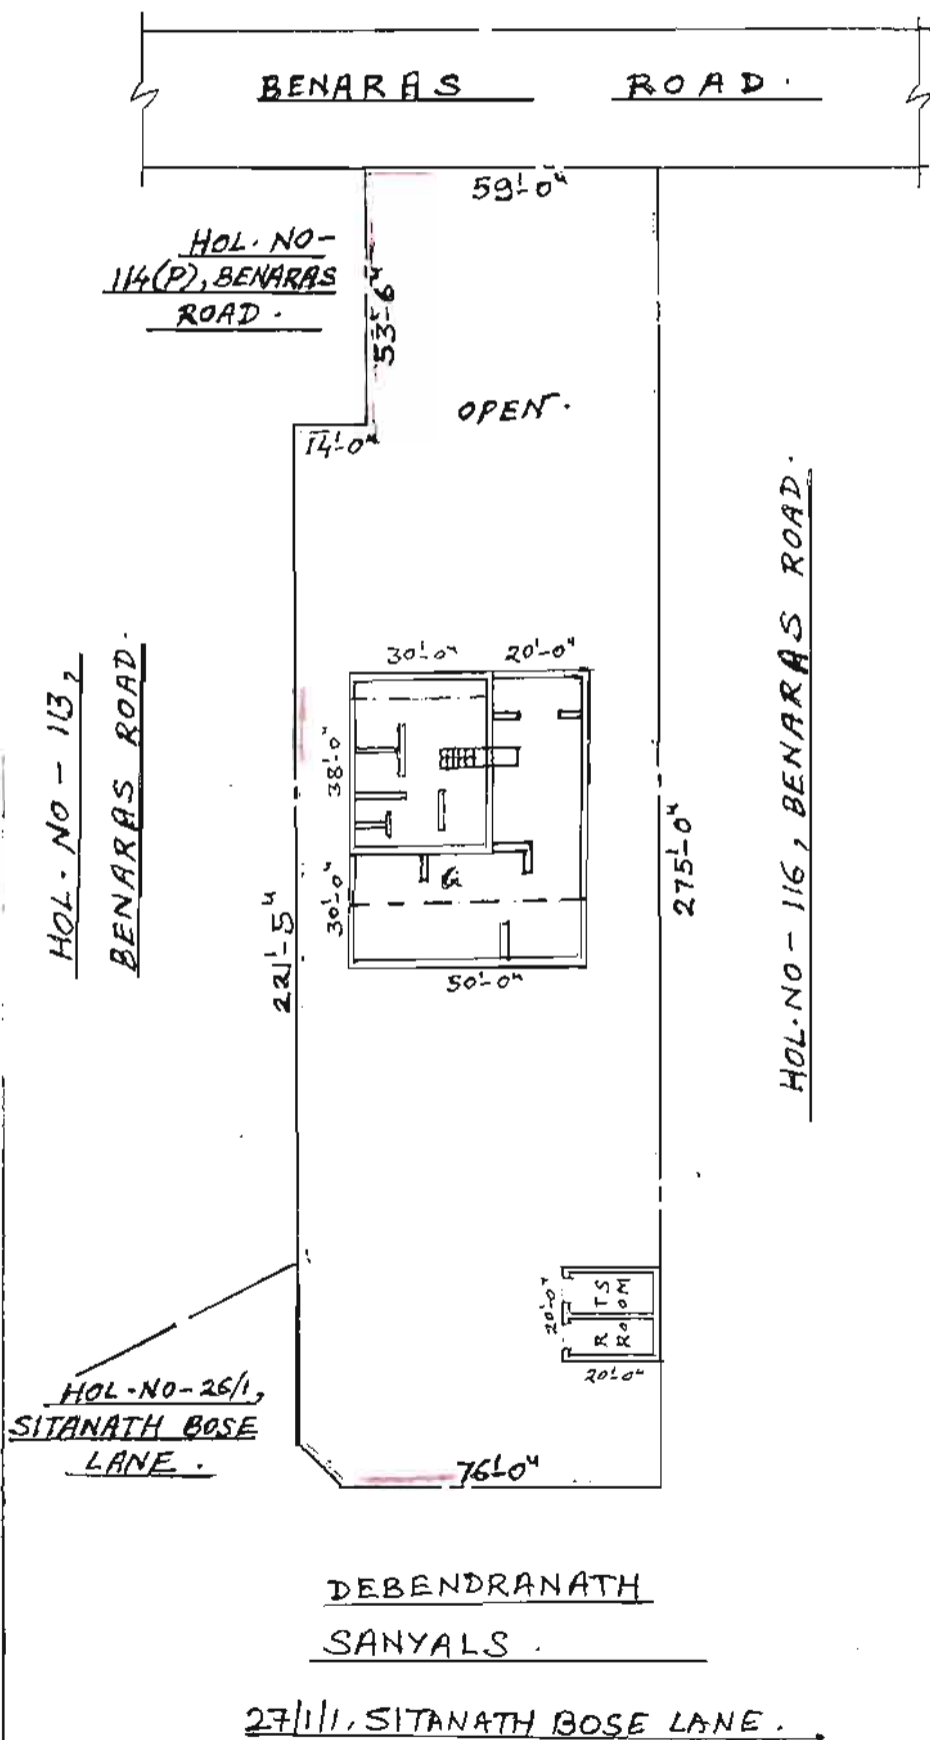 BENARAS ROAD.
59'-0"
HOL. NO-
114(P), BENARAS
ROAD.
53'-6"
OPEN.
14'-0"
HOL. NO - 113,
BENARAS ROAD.
HOL. NO - 116, BENARAS ROAD.
30'-0" 20'-0"
38'-0"
30'-0"
G
50'-0"
221'-5"
275'-0"
20'-0"
TS
ROOM
20'-0"
HOL-NO-26/1,
SITANATH BOSE
LANE.
76'-0"
DEBENDRANATH
SANYALS.
27/1/1, SITANATH BOSE LANE.